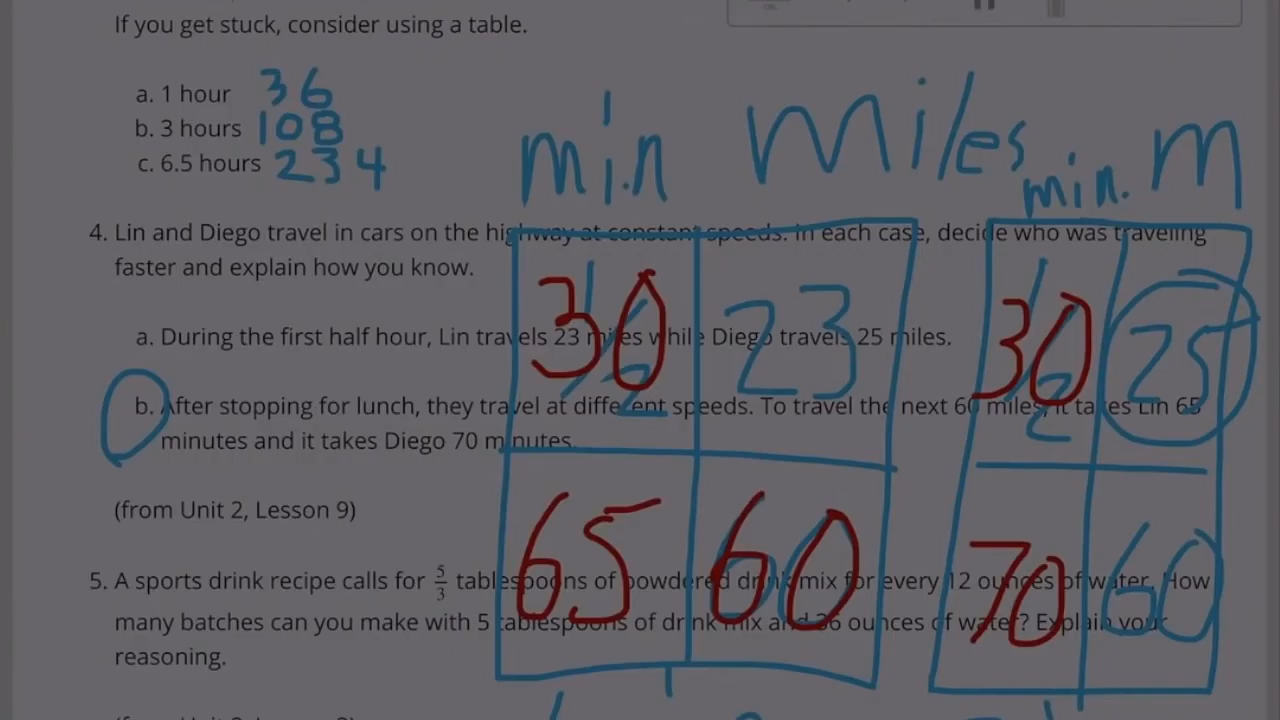 If you get stuck, consider using a table.
a. 1 hour 36
b. 3 hours 108
c. 6.5 hours 234
min miles min. m
4. Lin and Diego travel in cars on the highway at constant speeds. In each case, decide who was traveling
faster and explain how you know.
30 1/2 23 30 1/2 25
a. During the first half hour, Lin travels 23 miles while Diego travels 25 miles.
b. After stopping for lunch, they travel at different speeds. To travel the next 60 miles, it takes Lin 65
minutes and it takes Diego 70 minutes.
(from Unit 2, Lesson 9)
65 60 70 60
5. A sports drink recipe calls for 5/3 tablespoons of powdered drink mix for every 12 ounces of water. How
many batches can you make with 5 tablespoons of drink mix and 36 ounces of water? Explain your
reasoning.